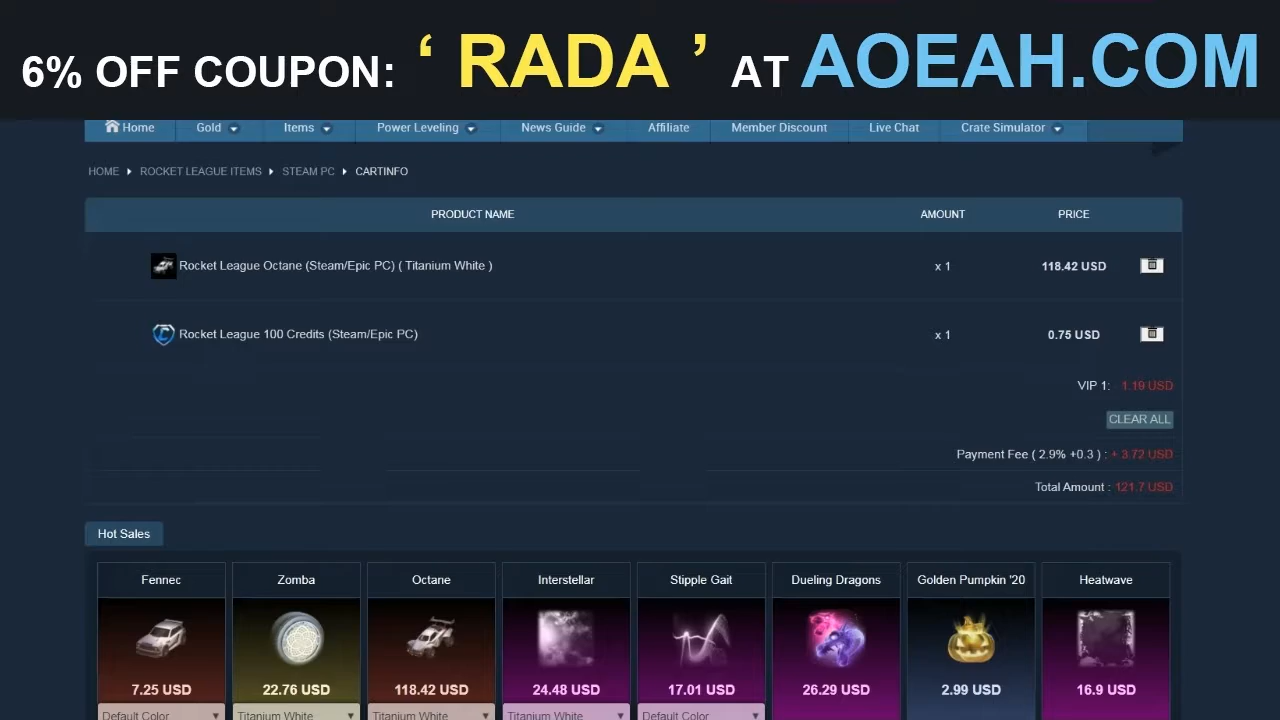 6% OFF COUPON: ‘ RADA ’ AT AOEAH.COM
Home Gold Items Power Leveling News Guide Affiliate Member Discount Live Chat Crate Simulator
HOME ROCKET LEAGUE ITEMS STEAM PC CARTINFO
PRODUCT NAME AMOUNT PRICE
Rocket League Octane (Steam/Epic PC) ( Titanium White ) x 1 118.42 USD
Rocket League 100 Credits (Steam/Epic PC) x 1 0.75 USD
VIP 1: - 1.19 USD
CLEAR ALL
Payment Fee ( 2.9% +0.3 ) : + 3.72 USD
Total Amount : 121.7 USD
Hot Sales
Fennec Zomba Octane Interstellar Stipple Gait Dueling Dragons Golden Pumpkin '20 Heatwave
7.25 USD 22.76 USD 118.42 USD 24.48 USD 17.01 USD 26.29 USD 2.99 USD 16.9 USD
Default Color Titanium White Titanium White Titanium White Default Color